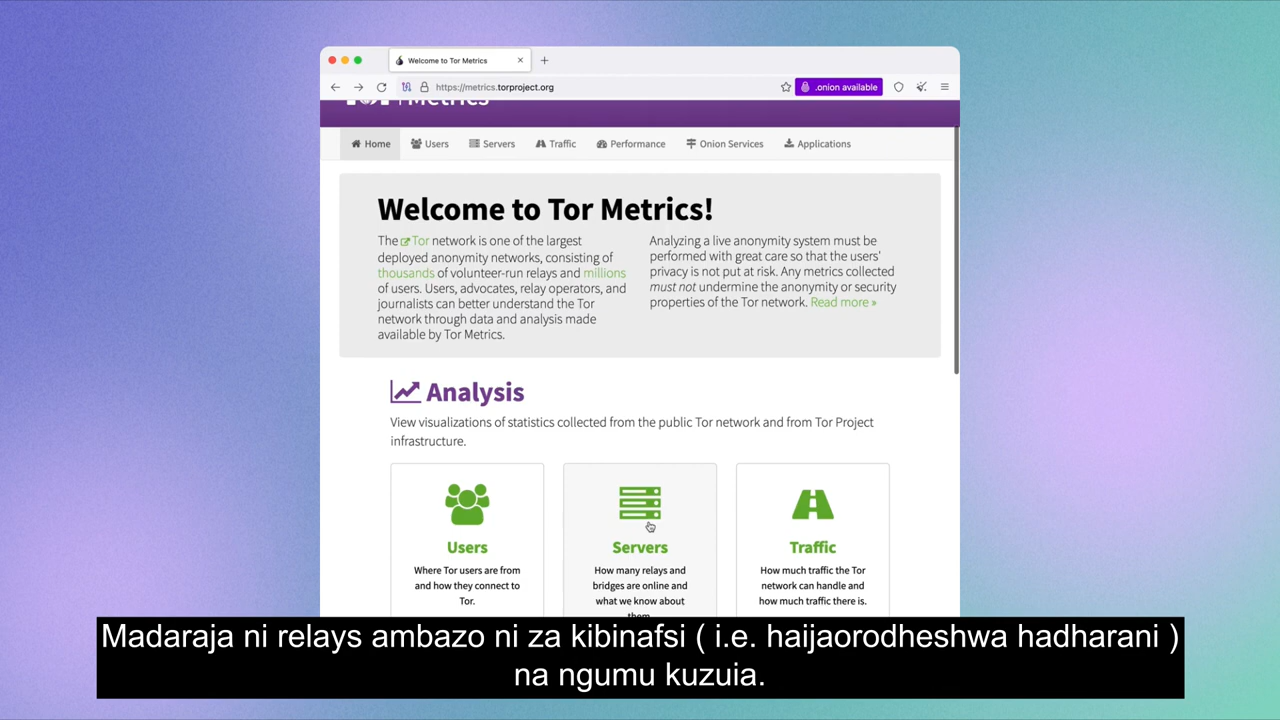 Welcome to Tor Metrics
https://metrics.torproject.org
.onion available
Metrics
Home Users Servers Traffic Performance Onion Services Applications
Welcome to Tor Metrics!
The Tor network is one of the largest
deployed anonymity networks, consisting of
thousands of volunteer-run relays and millions
of users. Users, advocates, relay operators, and
journalists can better understand the Tor
network through data and analysis made
available by Tor Metrics.
Analyzing a live anonymity system must be
performed with great care so that the users'
privacy is not put at risk. Any metrics collected
must not undermine the anonymity or security
properties of the Tor network. Read more »
Analysis
View visualizations of statistics collected from the public Tor network and from Tor Project
infrastructure.
Users
Where Tor users are from
and how they connect to
Tor.
Servers
How many relays and
bridges are online and
what we know about
them.
Traffic
How much traffic the Tor
network can handle and
how much traffic there is.
Madaraja ni relays ambazo ni za kibinafsi ( i.e. haijaorodheshwa hadharani )
na ngumu kuzuia.